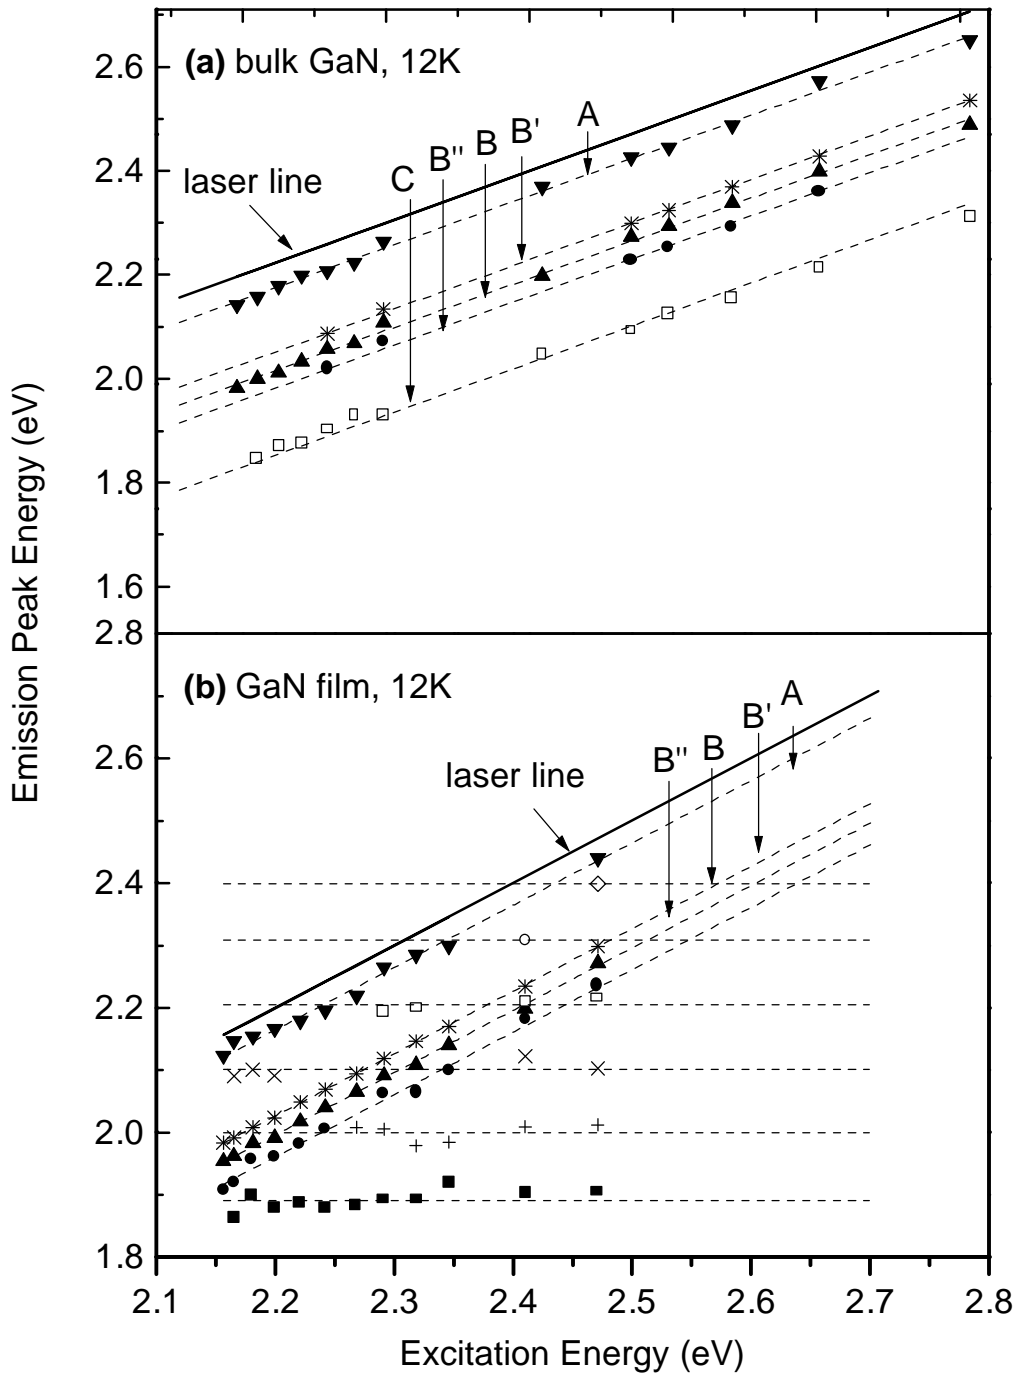 (a) bulk GaN, 12K
2.6
2.4
2.2
2.0
1.8
1.6
laser line
C
B''
B
B'
A
Emission Peak Energy (eV)
2.8
(b) GaN film, 12K
2.6
2.4
2.2
2.0
1.8
laser line
B''
B
B'
A
2.1 2.2 2.3 2.4 2.5 2.6 2.7 2.8
Excitation Energy (eV)